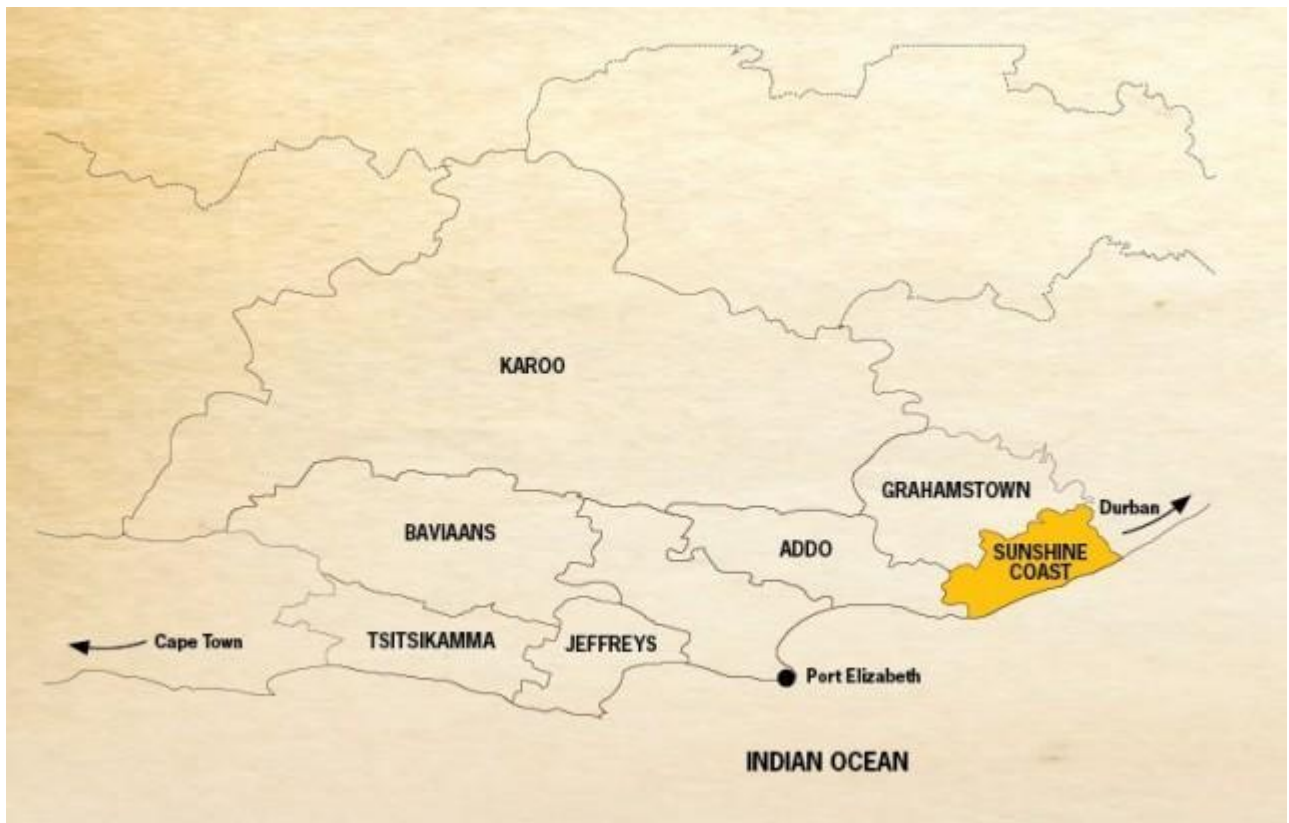 KAROO
GRAHAMSTOWN
Durban
BAVIAANS
ADDO
SUNSHINE
COAST
Cape Town
TSITSIKAMMA
JEFFREYS
Port Elizabeth
INDIAN OCEAN